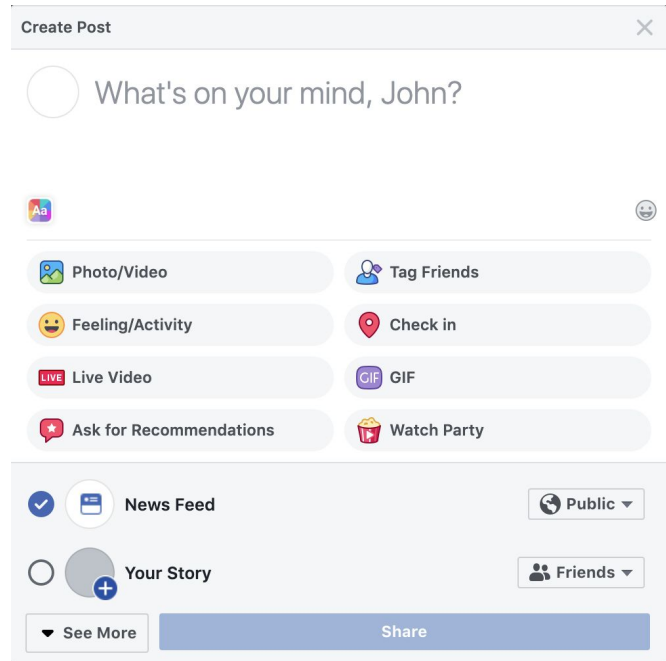 Create Post
What's on your mind, John?
Aa
Photo/Video
Tag Friends
Feeling/Activity
Check in
LIVE Live Video
GIF GIF
Ask for Recommendations
Watch Party
News Feed
Public
Your Story
Friends
See More
Share